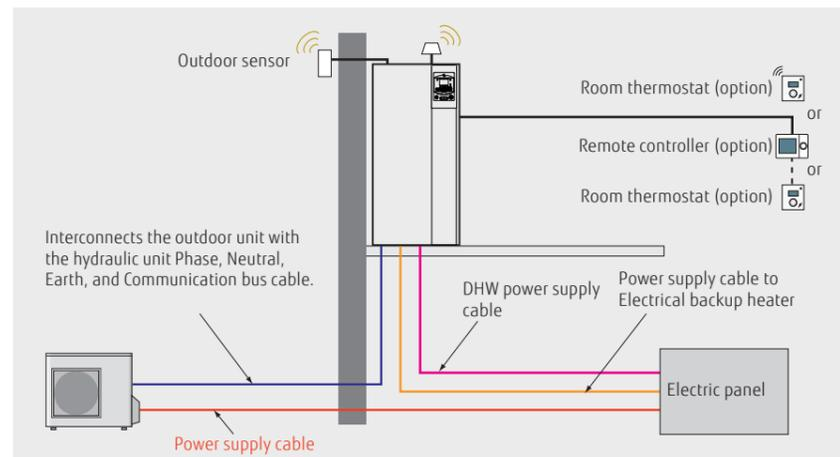 Outdoor sensor
Room thermostat (option)
or
Remote controller (option)
or
Room thermostat (option)
Interconnects the outdoor unit with
the hydraulic unit Phase, Neutral,
Earth, and Communication bus cable.
DHW power supply
cable
Power supply cable to
Electrical backup heater
Electric panel
Power supply cable